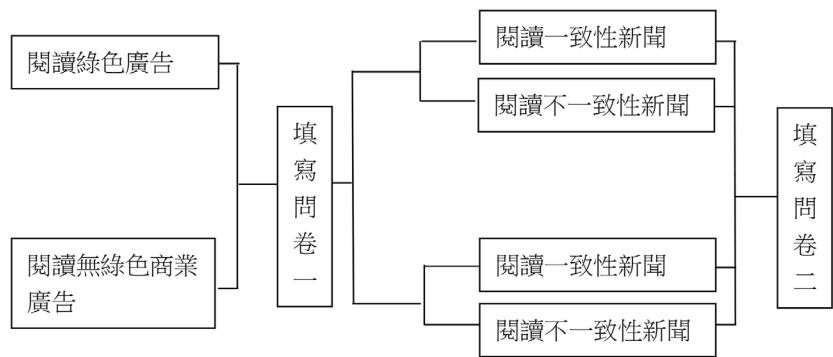 閱讀綠色廣告
閱讀無綠色商業
廣告
填寫問卷一
閱讀一致性新聞
閱讀不一致性新聞
閱讀一致性新聞
閱讀不一致性新聞
填寫問卷二